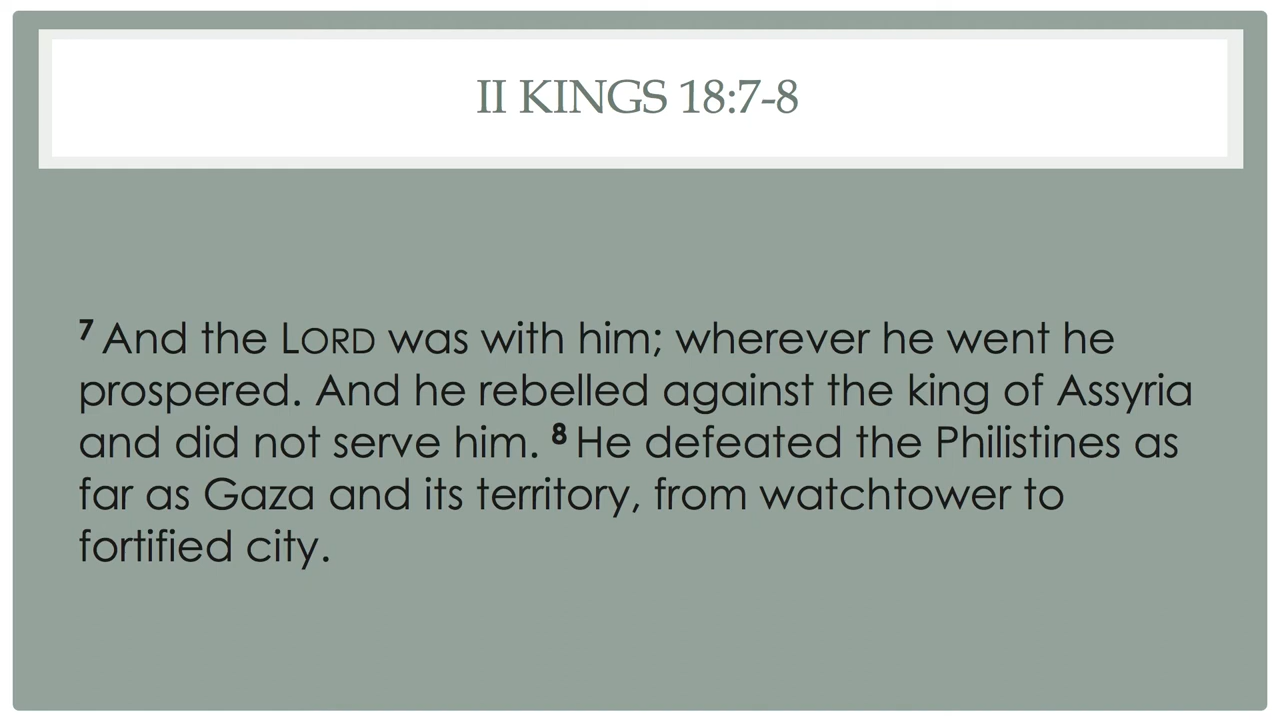 II KINGS 18:7-8
7 And the LORD was with him; wherever he went he
prospered. And he rebelled against the king of Assyria
and did not serve him. 8 He defeated the Philistines as
far as Gaza and its territory, from watchtower to
fortified city.